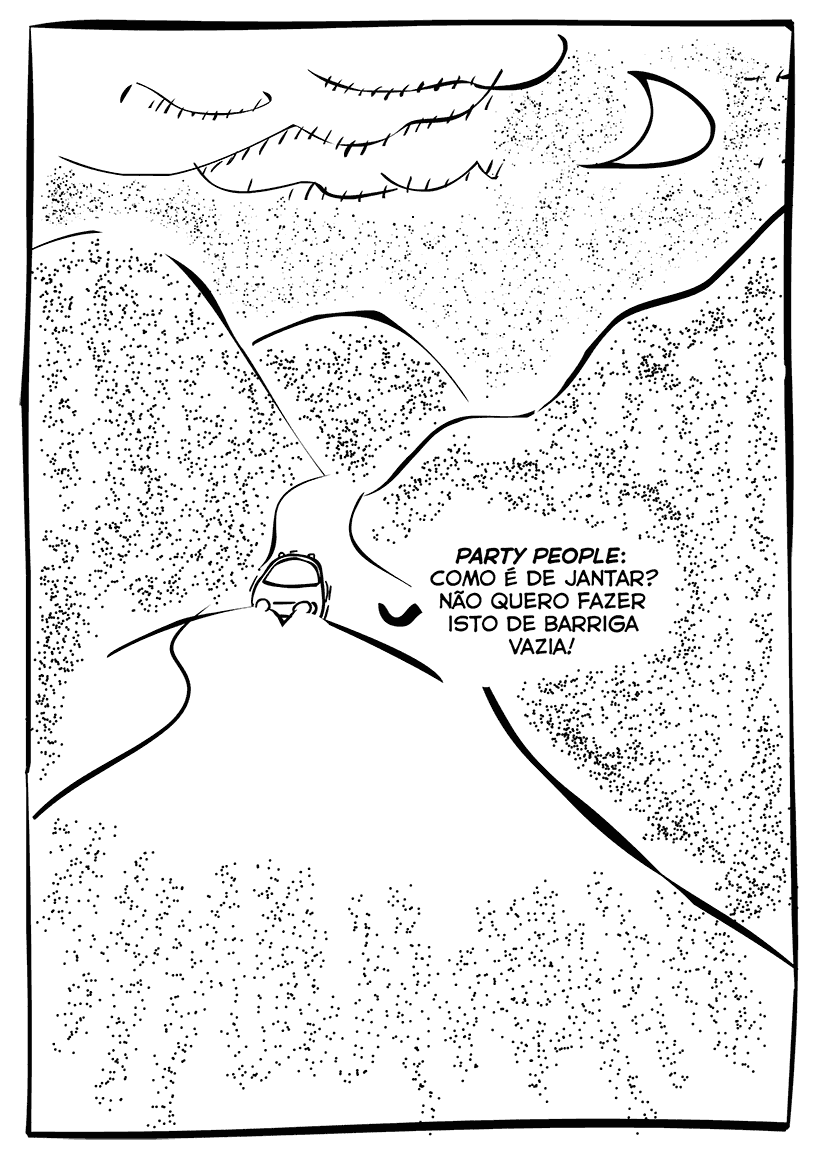 PARTY PEOPLE:
COMO É DE JANTAR?
NÃO QUERO FAZER
ISTO DE BARRIGA
VAZIA!